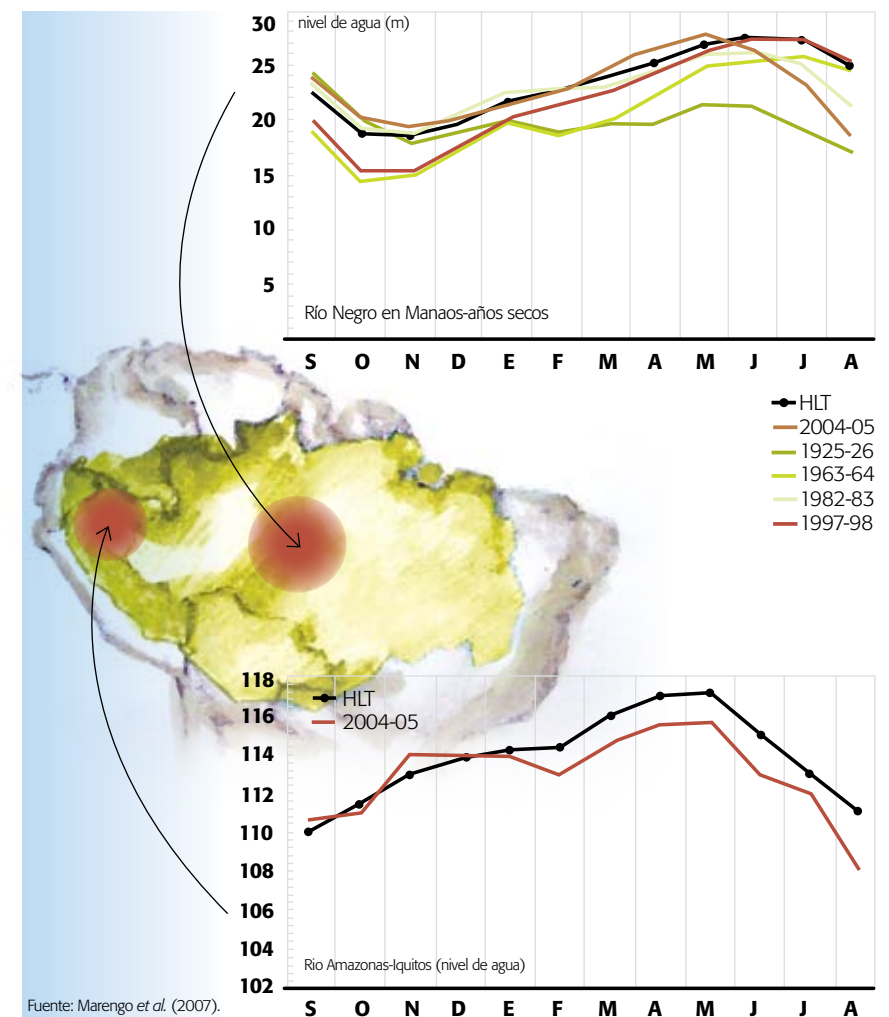 nivel de agua (m)
30
25
20
15
10
5
Río Negro en Manaos-años secos
S O N D E F M A M J J A
HLT
2004-05
1925-26
1963-64
1982-83
1997-98
118
116
114
112
110
108
106
104
102
HLT
2004-05
Rio Amazonas-Iquitos (nivel de agua)
S O N D E F M A M J J A
Fuente: Marengo et al. (2007).